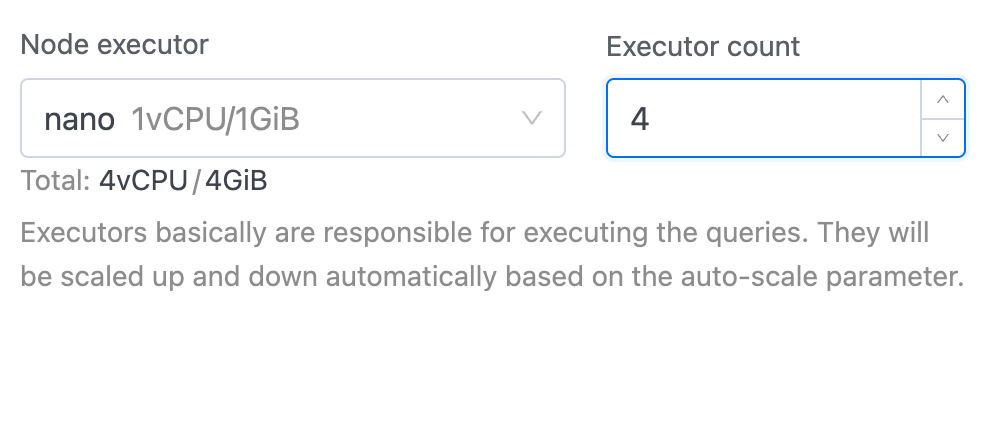 Node executor
Executor count
nano 1vCPU/1GiB
4
Total: 4vCPU/4GiB
Executors basically are responsible for executing the queries. They will
be scaled up and down automatically based on the auto-scale parameter.